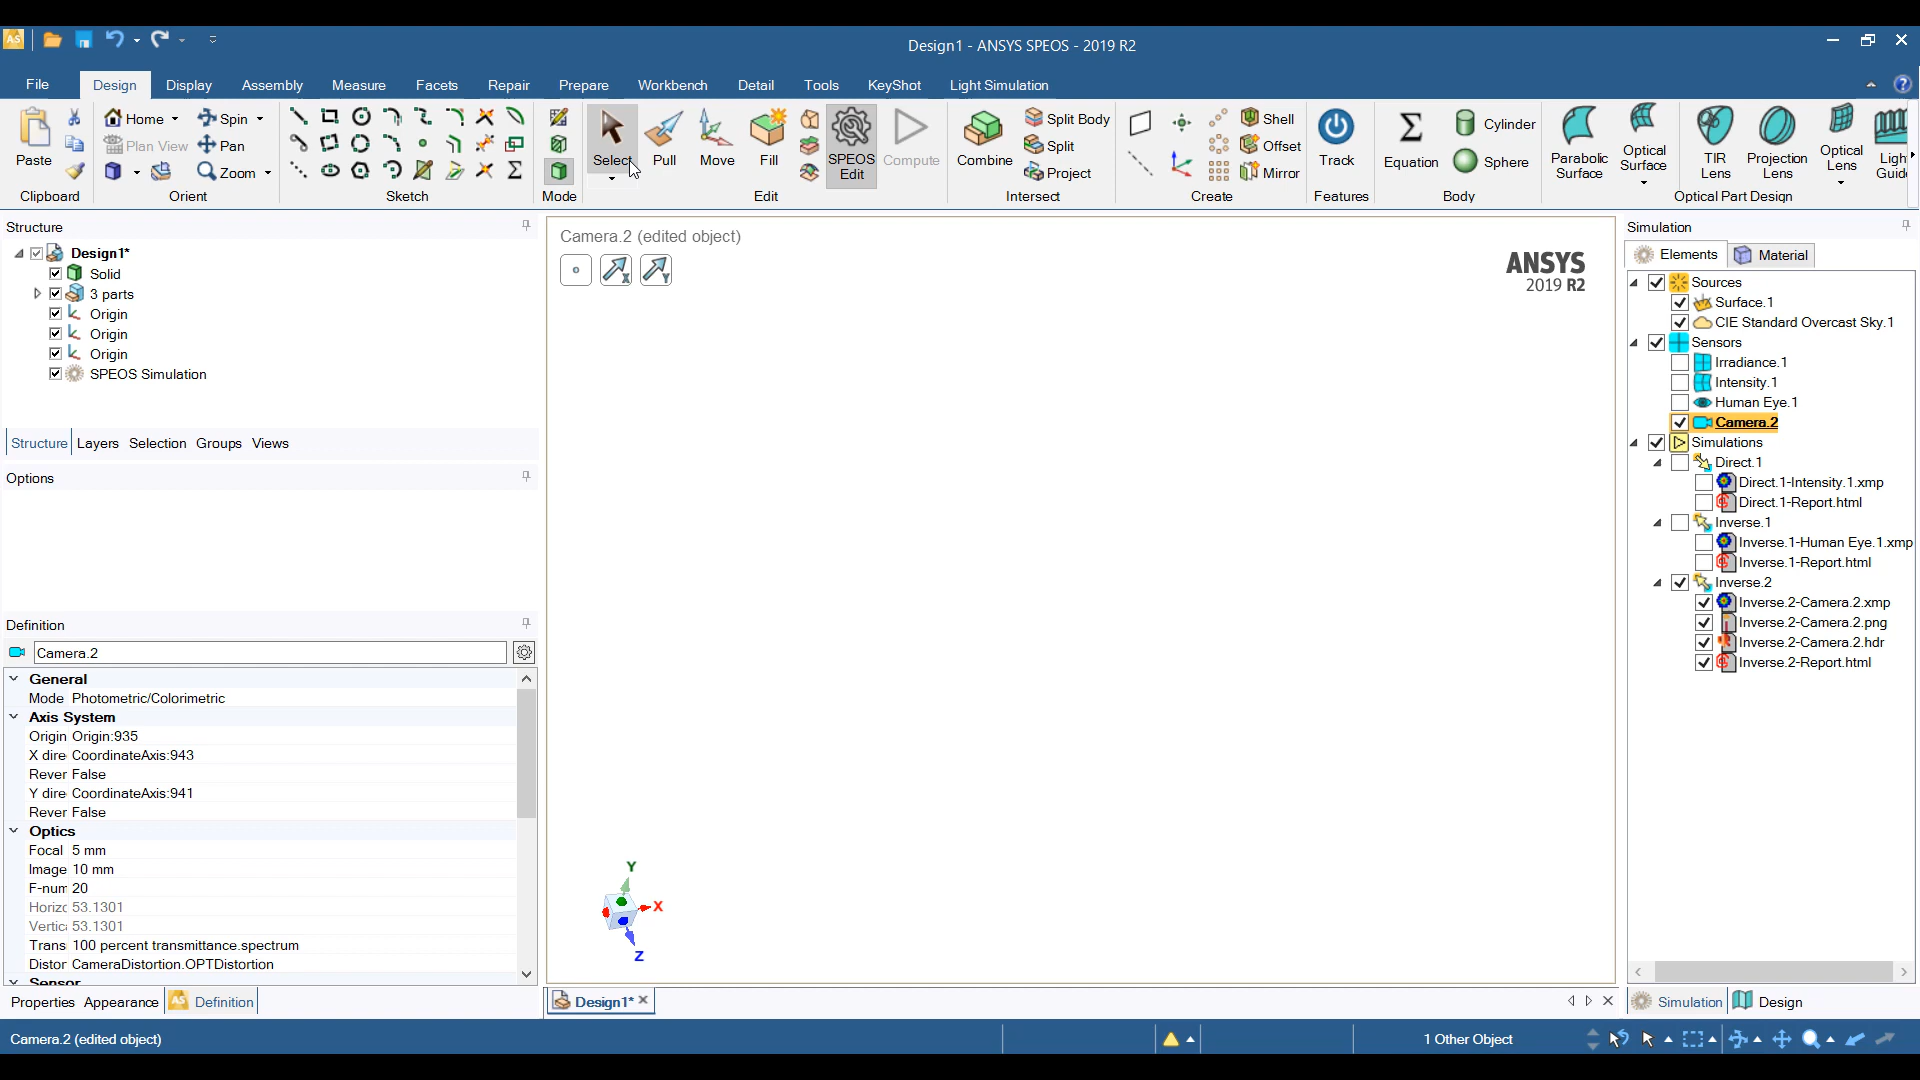 Design1 - ANSYS SPEOS - 2019 R2
File Design Display Assembly Measure Facets Repair Prepare Workbench Detail Tools KeyShot Light Simulation
Paste
Home Spin
Plan View Pan
Zoom
Select Pull Move Fill SPEOS Edit Compute
Combine
Split Body
Split
Project
Shell
Offset
Mirror
Track
Equation
Cylinder
Sphere
Parabolic Surface
Optical Surface
TIR Lens
Projection Lens
Optical Lens
Clipboard Orient Sketch Mode Edit Intersect Create Features Body Optical Part Design
Structure
Design1*
Solid
3 parts
Origin
Origin
Origin
SPEOS Simulation
Structure Layers Selection Groups Views
Options
Definition
Camera.2
General
Mode Photometric/Colorimetric
Axis System
Origin Origin:935
X dire CoordinateAxis:943
Rever False
Y dire CoordinateAxis:941
Rever False
Optics
Focal 5 mm
Image 10 mm
F-num 20
Horizo 53.1301
Vertic 53.1301
Trans 100 percent transmittance.spectrum
Distor CameraDistortion.OPTDistortion
Sensor
Properties Appearance Definition
Camera.2 (edited object)
ANSYS
2019 R2
X Y
Y
X
Z
Design1*
Simulation
Elements Material
Sources
Surface.1
CIE Standard Overcast Sky.1
Sensors
Irradiance.1
Intensity.1
Human Eye.1
Camera.2
Simulations
Direct.1
Direct.1-Intensity.1.xmp
Direct.1-Report.html
Inverse.1
Inverse.1-Human Eye.1.xmp
Inverse.1-Report.html
Inverse.2
Inverse.2-Camera.2.xmp
Inverse.2-Camera.2.png
Inverse.2-Camera.2.hdr
Inverse.2-Report.html
Simulation Design
Camera.2 (edited object)
1 Other Object